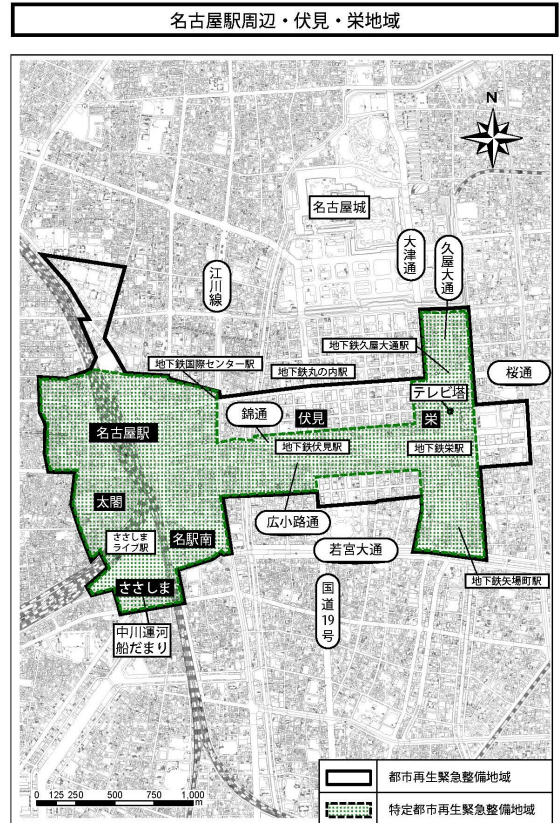 名古屋駅周辺・伏見・栄地域
N
名古屋城
大津通
久屋大通
江川線
地下鉄久屋大通駅
地下鉄国際センター駅
地下鉄丸の内駅
桜通
テレビ塔
錦通
伏見
栄
名古屋駅
地下鉄伏見駅
地下鉄栄駅
太閤
広小路通
ささしま
ライブ駅
名駅南
若宮大通
ささしま
地下鉄矢場町駅
国道19号
中川運河
船だまり
都市再生緊急整備地域
特定都市再生緊急整備地域
0 125 250 500 750 1,000
m